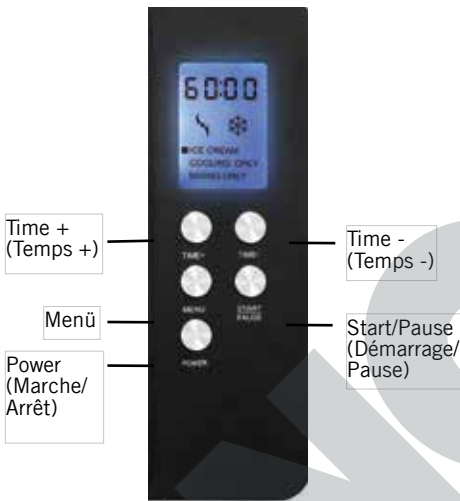 60:00
ICE CREAM
COOLING ONLY
MIXING ONLY
Time +
(Temps +)
TIME+
TIME-
Time -
(Temps -)
Menü
MENU
START
PAUSE
Start/Pause
(Démarrage/
Pause)
Power
(Marche/
Arrêt)
POWER